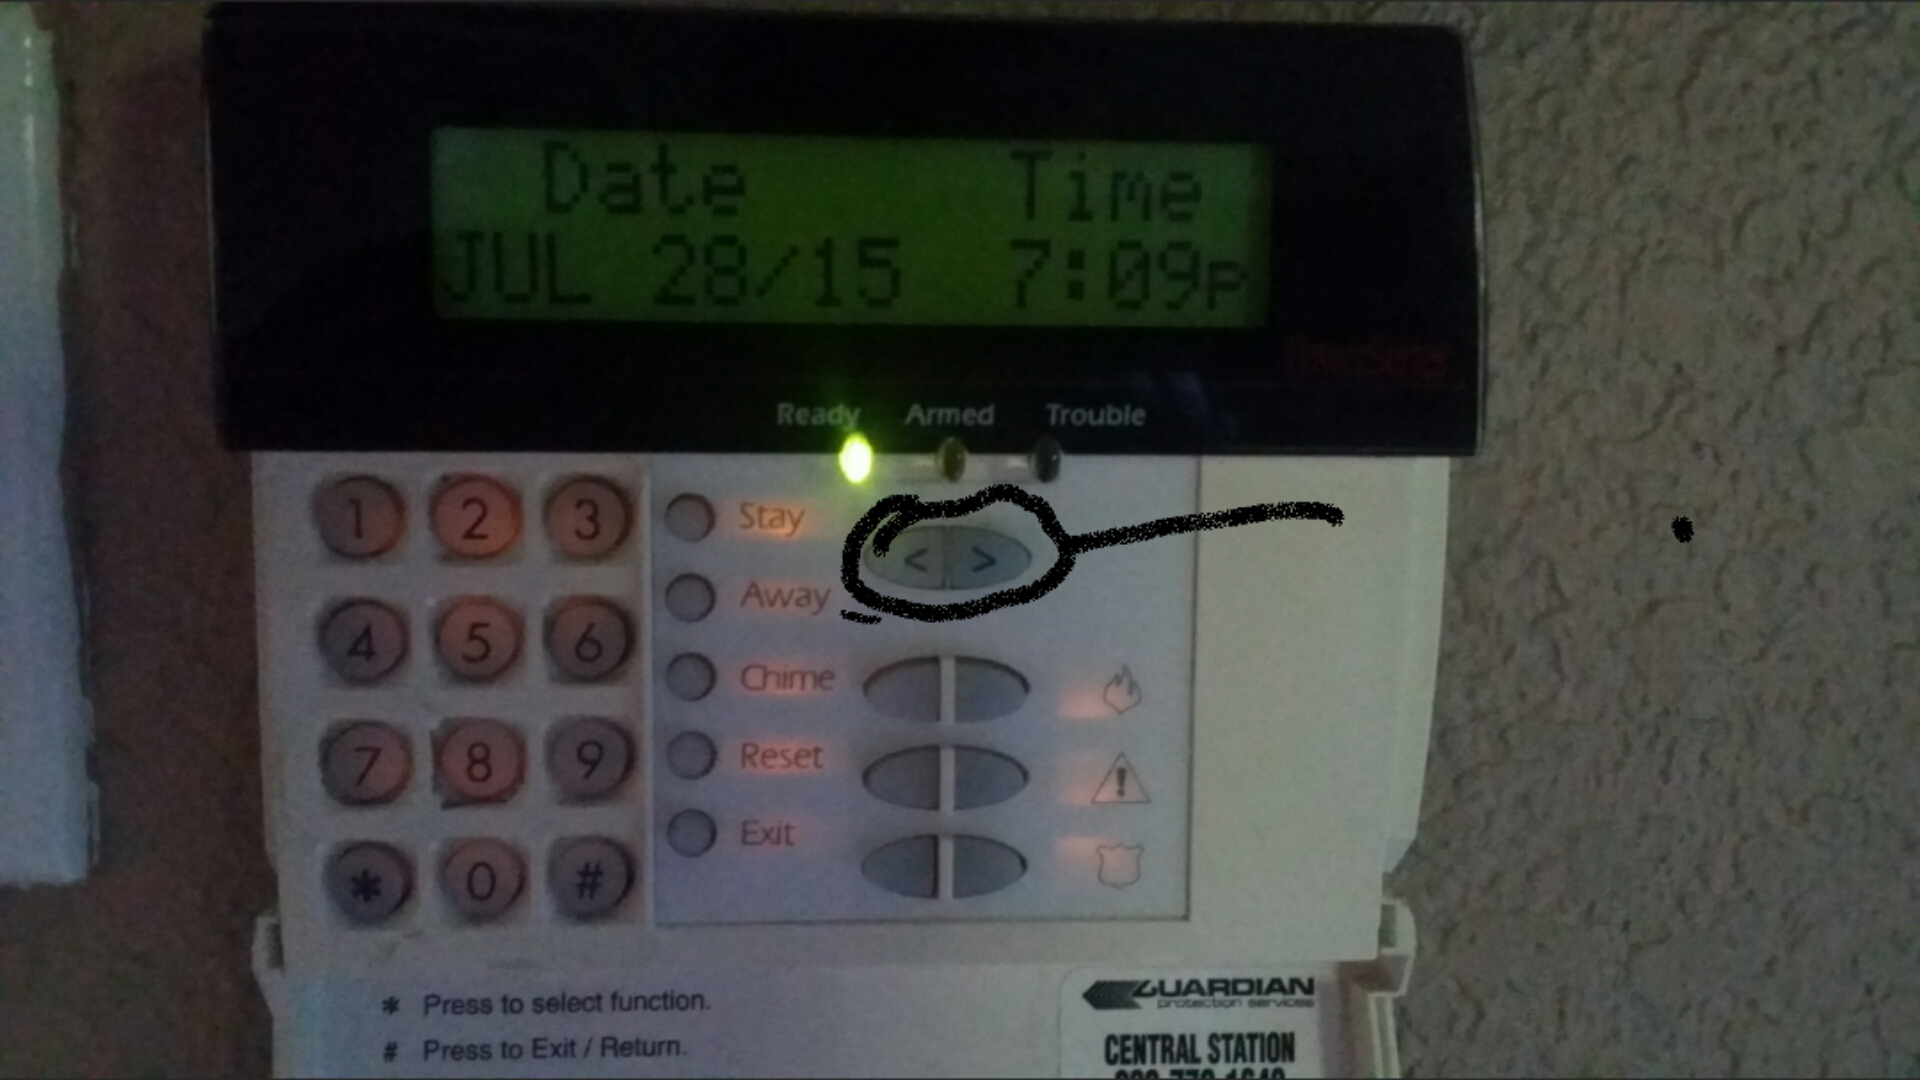 Date Time
JUL 28/15 7:09p
PowerSeries
Ready Armed Trouble
1 2 3
Stay
< >
Away
4 5 6
Chime
7 8 9
Reset
!
Exit
* 0 #
* Press to select function.
# Press to Exit / Return.
GUARDIAN
protection services
CENTRAL STATION